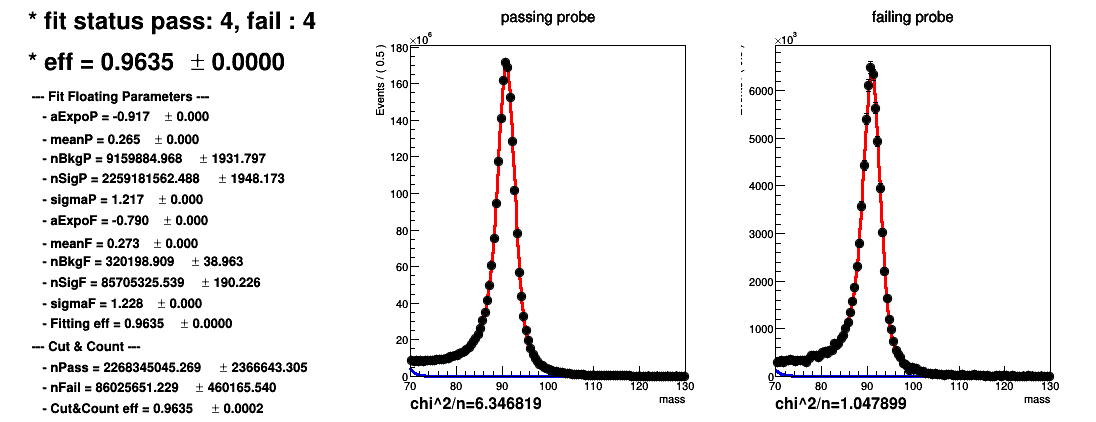 * fit status pass: 4, fail : 4
* eff = 0.9635 ± 0.0000
--- Fit Floating Parameters ---
- aExpoP = -0.917 ± 0.000
- meanP = 0.265 ± 0.000
- nBkgP = 9159884.968 ± 1931.797
- nSigP = 2259181562.488 ± 1948.173
- sigmaP = 1.217 ± 0.000
- aExpoF = -0.790 ± 0.000
- meanF = 0.273 ± 0.000
- nBkgF = 320198.909 ± 38.963
- nSigF = 85705325.539 ± 190.226
- sigmaF = 1.228 ± 0.000
- Fitting eff = 0.9635 ± 0.0000
--- Cut & Count ---
- nPass = 2268345045.269 ± 2366643.305
- nFail = 86025651.229 ± 460165.540
- Cut&Count eff = 0.9635 ± 0.0002
passing probe
×10^6
Events / ( 0.5 )
180
160
140
120
100
80
60
40
20
0
70 80 90 100 110 120 130
mass
chi^2/n=6.346819
failing probe
×10^3
6000
5000
4000
3000
2000
1000
0
70 80 90 100 110 120 130
mass
chi^2/n=1.047899